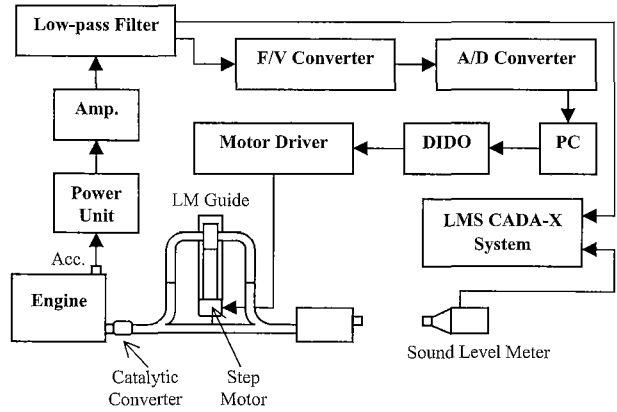 Low-pass Filter
F/V Converter
A/D Converter
Amp.
Motor Driver
DIDO
PC
Power
Unit
LM Guide
LMS CADA-X
System
Acc.
Engine
Sound Level Meter
Catalytic
Converter
Step
Motor